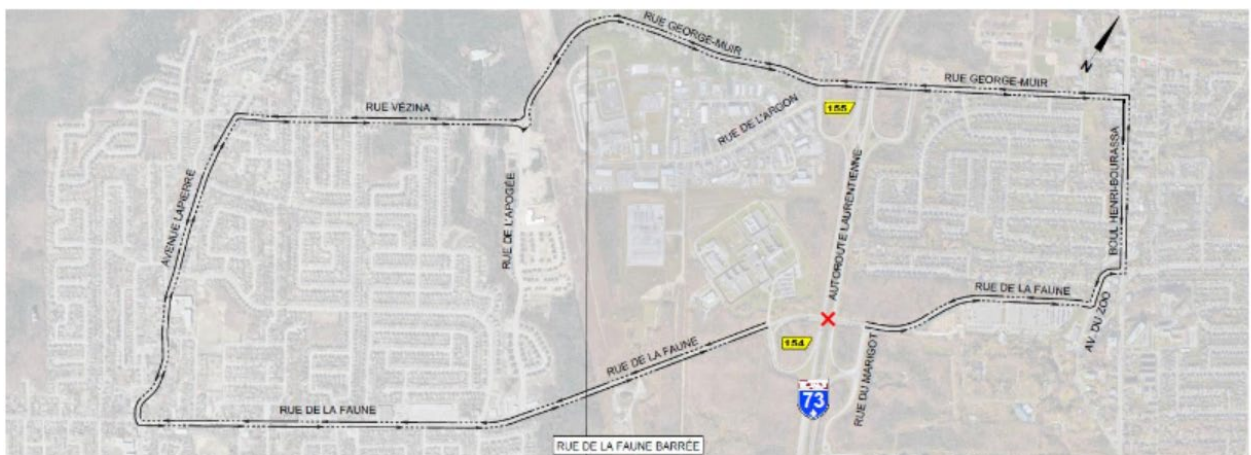 RUE GEORGE-MUIR
RUE GEORGE-MUIR
N
RUE VÉZINA
155
RUE DE L'ARGON
AVENUE LAPIERRE
RUE DE L'APOGÉE
AUTOROUTE LAURENTIENNE
BOUL HENRI-BOURASSA
RUE DE LA FAUNE
AV. DU ZOO
154
RUE DE LA FAUNE
RUE DU MARIGOT
73
RUE DE LA FAUNE
RUE DE LA FAUNE BARRÉE